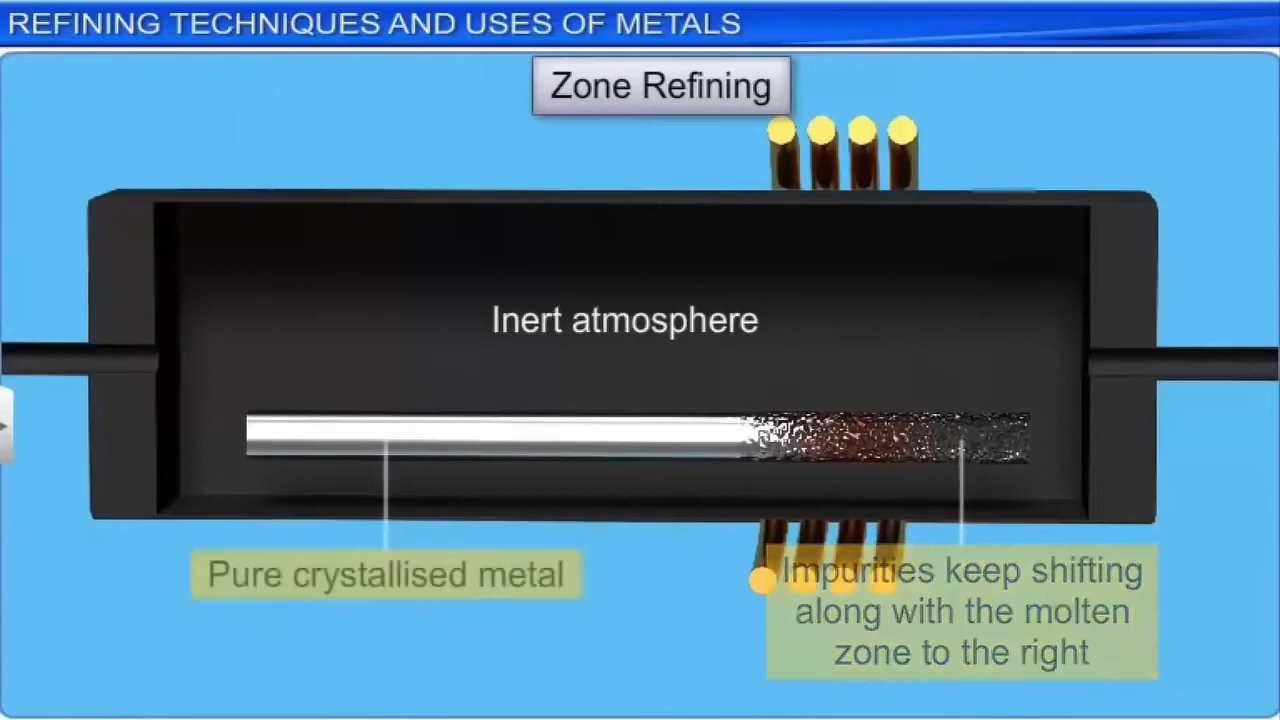 REFINING TECHNIQUES AND USES OF METALS
Zone Refining
Inert atmosphere
Pure crystallised metal
Impurities keep shifting
along with the molten
zone to the right